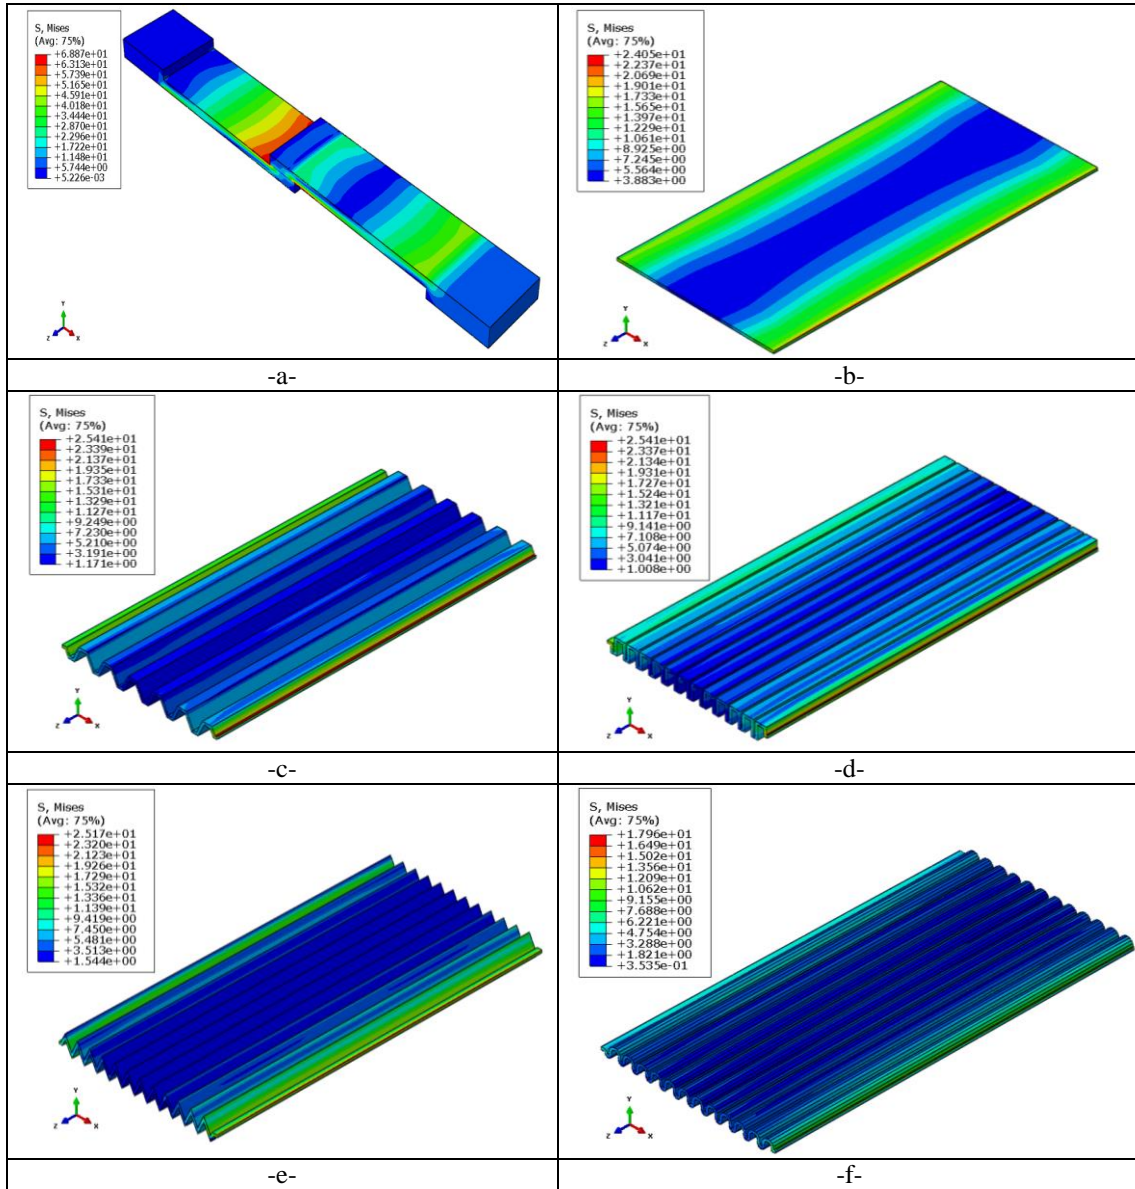 S, Mises
(Avg: 75%)
+6.887e+01
+6.313e+01
+5.739e+01
+5.165e+01
+4.591e+01
+4.018e+01
+3.444e+01
+2.870e+01
+2.296e+01
+1.722e+01
+1.148e+01
+5.744e+00
+5.226e-03
Y
Z
X
-a-
S, Mises
(Avg: 75%)
+2.405e+01
+2.237e+01
+2.069e+01
+1.901e+01
+1.733e+01
+1.565e+01
+1.397e+01
+1.229e+01
+1.061e+01
+8.925e+00
+7.245e+00
+5.564e+00
+3.883e+00
Y
Z
X
-b-
S, Mises
(Avg: 75%)
+2.541e+01
+2.339e+01
+2.137e+01
+1.935e+01
+1.733e+01
+1.531e+01
+1.329e+01
+1.127e+01
+9.249e+00
+7.230e+00
+5.210e+00
+3.191e+00
+1.171e+00
Y
Z
X
-c-
S, Mises
(Avg: 75%)
+2.541e+01
+2.337e+01
+2.134e+01
+1.931e+01
+1.727e+01
+1.524e+01
+1.321e+01
+1.117e+01
+9.141e+00
+7.108e+00
+5.074e+00
+3.041e+00
+1.008e+00
Y
Z
X
-d-
S, Mises
(Avg: 75%)
+2.517e+01
+2.320e+01
+2.123e+01
+1.926e+01
+1.729e+01
+1.532e+01
+1.336e+01
+1.139e+01
+9.419e+00
+7.450e+00
+5.481e+00
+3.513e+00
+1.544e+00
Y
Z
X
-e-
S, Mises
(Avg: 75%)
+1.796e+01
+1.649e+01
+1.502e+01
+1.356e+01
+1.209e+01
+1.062e+01
+9.155e+00
+7.688e+00
+6.221e+00
+4.754e+00
+3.288e+00
+1.821e+00
+3.535e-01
Y
Z
X
-f-